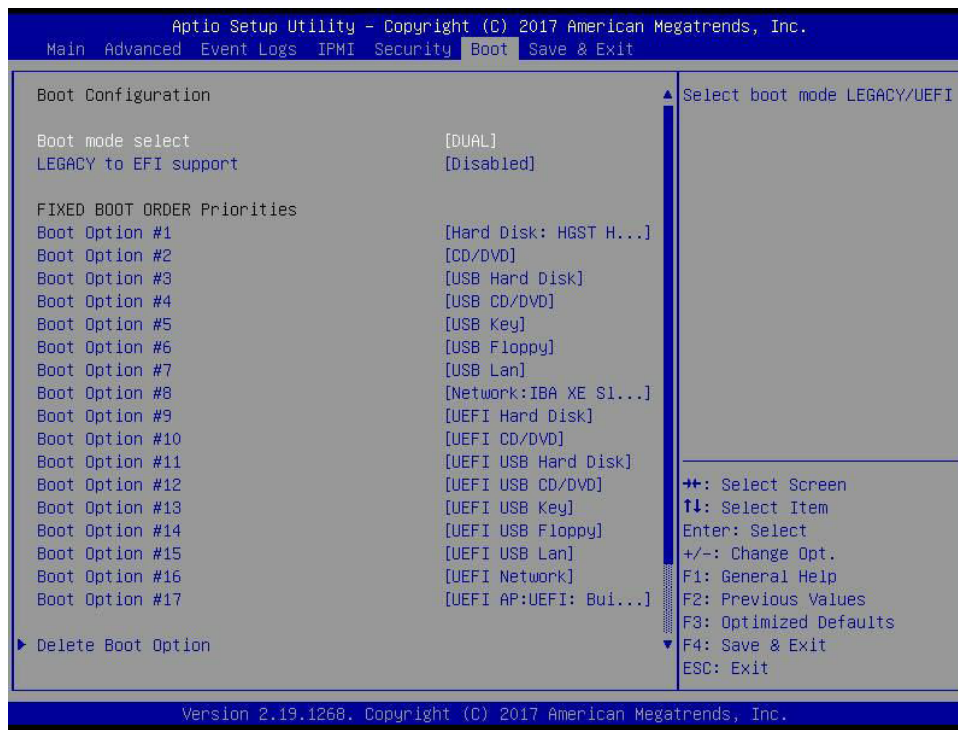 Aptio Setup Utility – Copyright (C) 2017 American Megatrends, Inc.
Main Advanced Event Logs IPMI Security Boot Save & Exit
Boot Configuration
Boot mode select [DUAL]
LEGACY to EFI support [Disabled]
FIXED BOOT ORDER Priorities
Boot Option #1 [Hard Disk: HGST H...]
Boot Option #2 [CD/DVD]
Boot Option #3 [USB Hard Disk]
Boot Option #4 [USB CD/DVD]
Boot Option #5 [USB Key]
Boot Option #6 [USB Floppy]
Boot Option #7 [USB Lan]
Boot Option #8 [Network:IBA XE Sl...]
Boot Option #9 [UEFI Hard Disk]
Boot Option #10 [UEFI CD/DVD]
Boot Option #11 [UEFI USB Hard Disk]
Boot Option #12 [UEFI USB CD/DVD]
Boot Option #13 [UEFI USB Key]
Boot Option #14 [UEFI USB Floppy]
Boot Option #15 [UEFI USB Lan]
Boot Option #16 [UEFI Network]
Boot Option #17 [UEFI AP:UEFI: Bui...]
Delete Boot Option
Select boot mode LEGACY/UEFI
→←: Select Screen
↑↓: Select Item
Enter: Select
+/-: Change Opt.
F1: General Help
F2: Previous Values
F3: Optimized Defaults
F4: Save & Exit
ESC: Exit
Version 2.19.1268. Copyright (C) 2017 American Megatrends, Inc.